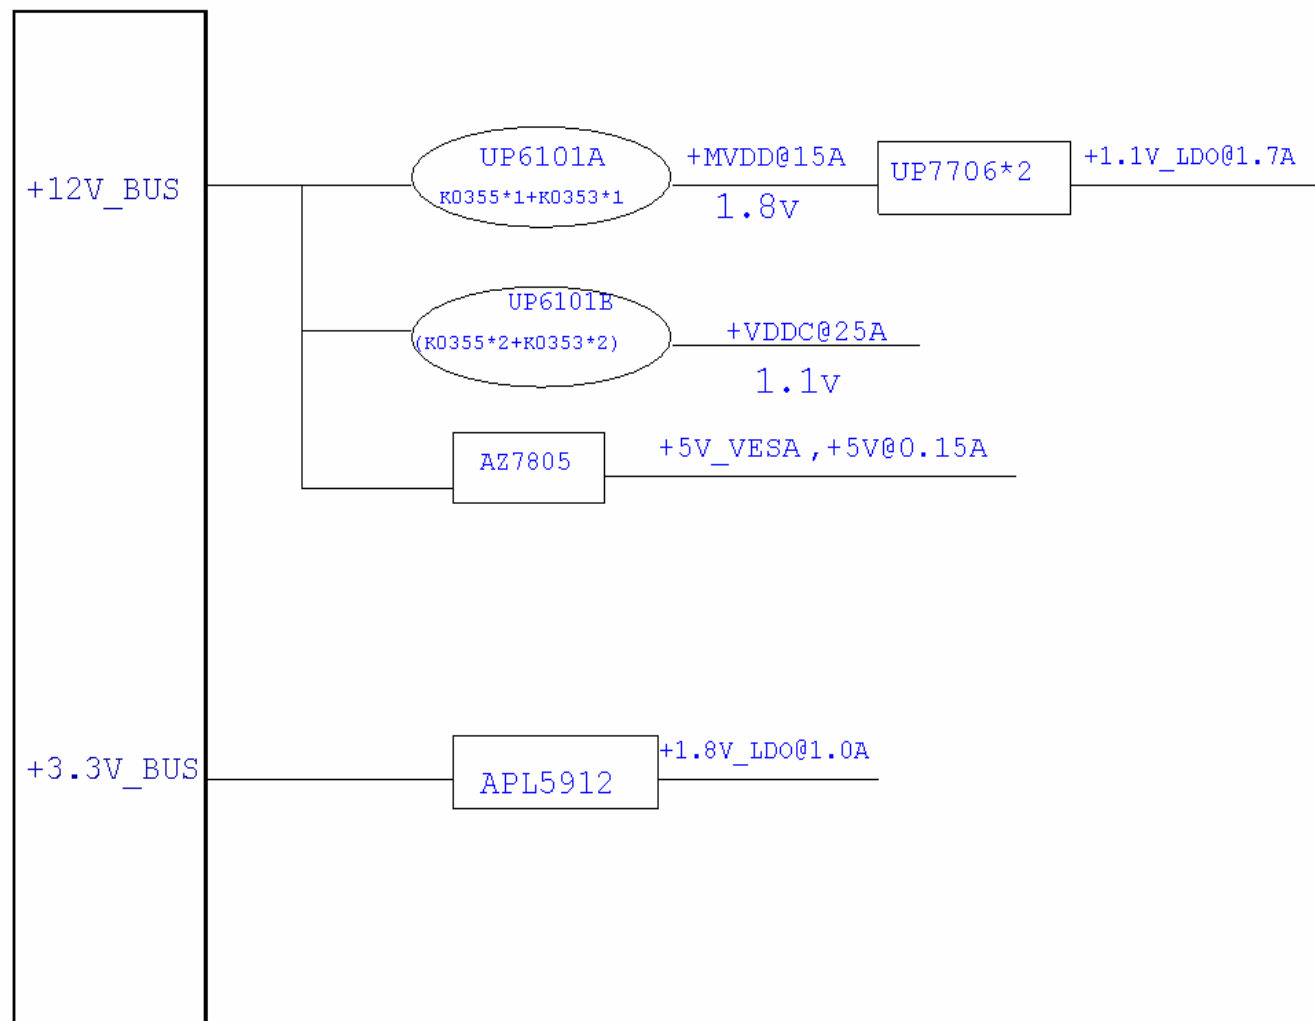 +12V_BUS
UP6101A
K0355*1+K0353*1
+MVDD@15A
1.8v
UP7706*2
+1.1V_LDO@1.7A
UP6101B
(K0355*2+K0353*2)
+VDDC@25A
1.1v
AZ7805
+5V_VESA ,+5V@0.15A
+3.3V_BUS
APL5912
+1.8V_LDO@1.0A